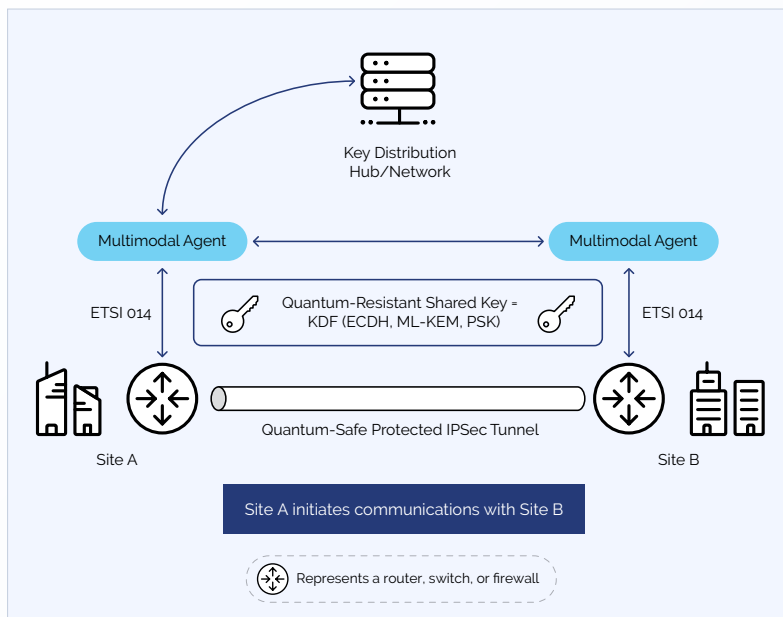 Key Distribution
Hub/Network
Multimodal Agent
Multimodal Agent
ETSI 014
Quantum-Resistant Shared Key =
KDF (ECDH, ML-KEM, PSK)
ETSI 014
Quantum-Safe Protected IPSec Tunnel
Site A
Site B
Site A initiates communications with Site B
Represents a router, switch, or firewall